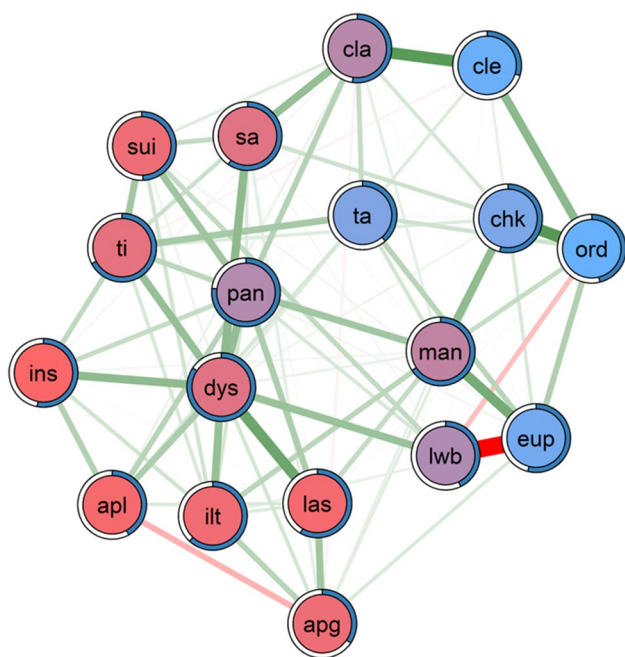 cla
cle
sui
sa
ta
chk
ti
ord
pan
man
ins
dys
lwb
eup
apl
ilt
las
apg